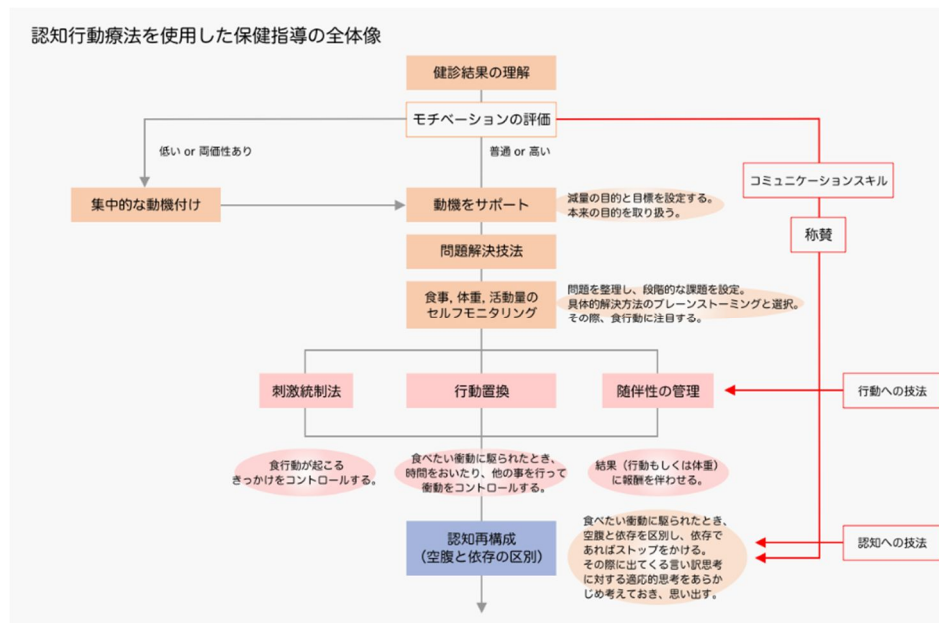 認知行動療法を使用した保健指導の全体像
健診結果の理解
モチベーションの評価
低い or 両価性あり
普通 or 高い
コミュニケーションスキル
集中的な動機付け
動機をサポート
減量の目的と目標を設定する。
本来の目的を取り扱う。
称賛
問題解決技法
食事, 体重, 活動量の
セルフモニタリング
問題を整理し、段階的な課題を設定。
具体的解決方法のブレーンストーミングと選択。
その際、食行動に注目する。
刺激統制法
行動置換
随伴性の管理
行動への技法
食行動が起こる
きっかけをコントロールする。
食べたい衝動に駆られたとき、
時間をおいたり、他の事を行って
衝動をコントロールする。
結果（行動もしくは体重）
に報酬を伴わせる。
認知再構成
（空腹と依存の区別）
食べたい衝動に駆られたとき、
空腹と依存を区別し、依存で
あればストップをかける。
その際に出てくる言い訳思考
に対する適応的思考をあらか
じめ考えておき、思い出す。
認知への技法